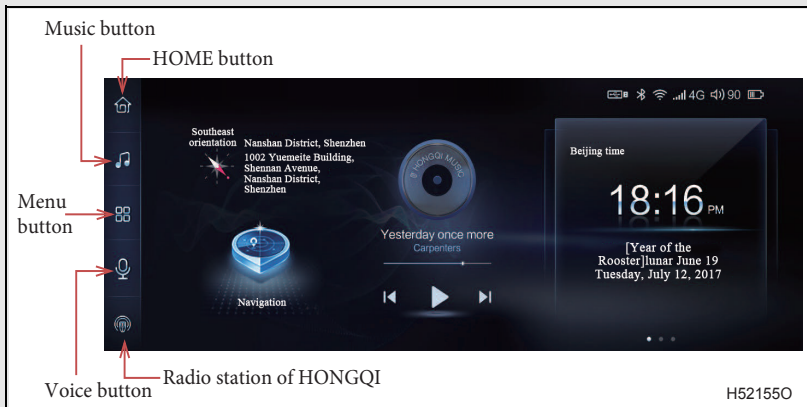 Music button
HOME button
4G 90
Southeast
orientation
Nanshan District, Shenzhen
1002 Yuemeite Building,
Shennan Avenue,
Nanshan District,
Shenzhen
HONGQI MUSIC
Beijing time
18:16 PM
Menu
button
Yesterday once more
Carpenters
[Year of the
Rooster]lunar June 19
Tuesday, July 12, 2017
Navigation
Voice button
Radio station of HONGQI
H52155O